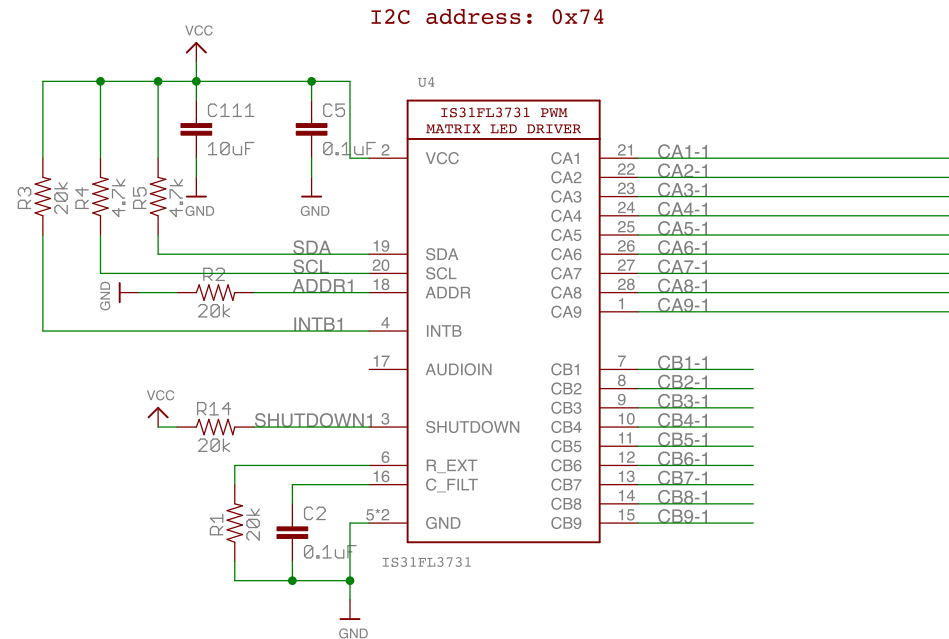 I2C address: 0x74
VCC
U4
C111
10uF
C5
0.1uF
GND
GND
R3
20k
R4
4.7k
R5
4.7k
IS31FL3731 PWM
MATRIX LED DRIVER
2 VCC
SDA 19 SDA
SCL 20 SCL
GND
R2
20k
ADDR1 18 ADDR
INTB1 4 INTB
17 AUDIOIN
VCC
R14
20k
SHUTDOWN1 3 SHUTDOWN
6 R_EXT
16 C_FILT
5*2 GND
R1
20k
C2
0.1uF
GND
CA1 21 CA1-1
CA2 22 CA2-1
CA3 23 CA3-1
CA4 24 CA4-1
CA5 25 CA5-1
CA6 26 CA6-1
CA7 27 CA7-1
CA8 28 CA8-1
CA9 1 CA9-1
CB1 7 CB1-1
CB2 8 CB2-1
CB3 9 CB3-1
CB4 10 CB4-1
CB5 11 CB5-1
CB6 12 CB6-1
CB7 13 CB7-1
CB8 14 CB8-1
CB9 15 CB9-1
IS31FL3731